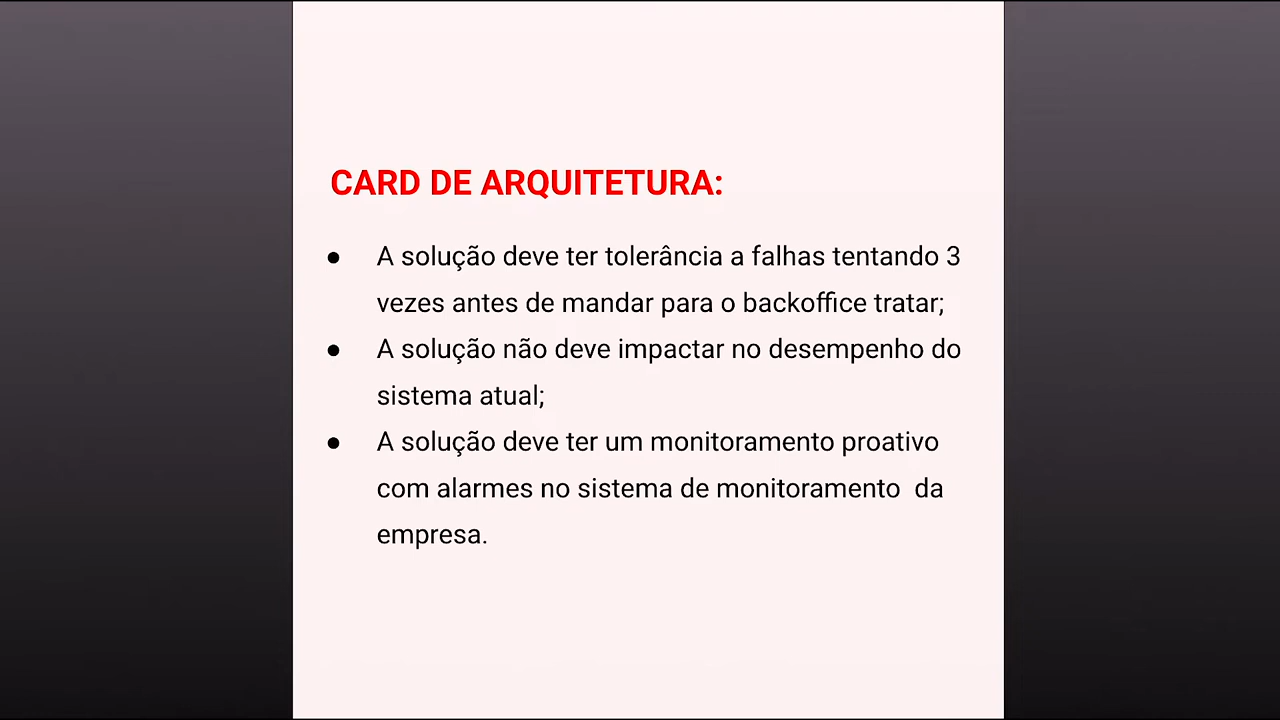 CARD DE ARQUITETURA:
● A solução deve ter tolerância a falhas tentando 3
vezes antes de mandar para o backoffice tratar;
● A solução não deve impactar no desempenho do
sistema atual;
● A solução deve ter um monitoramento proativo
com alarmes no sistema de monitoramento  da
empresa.